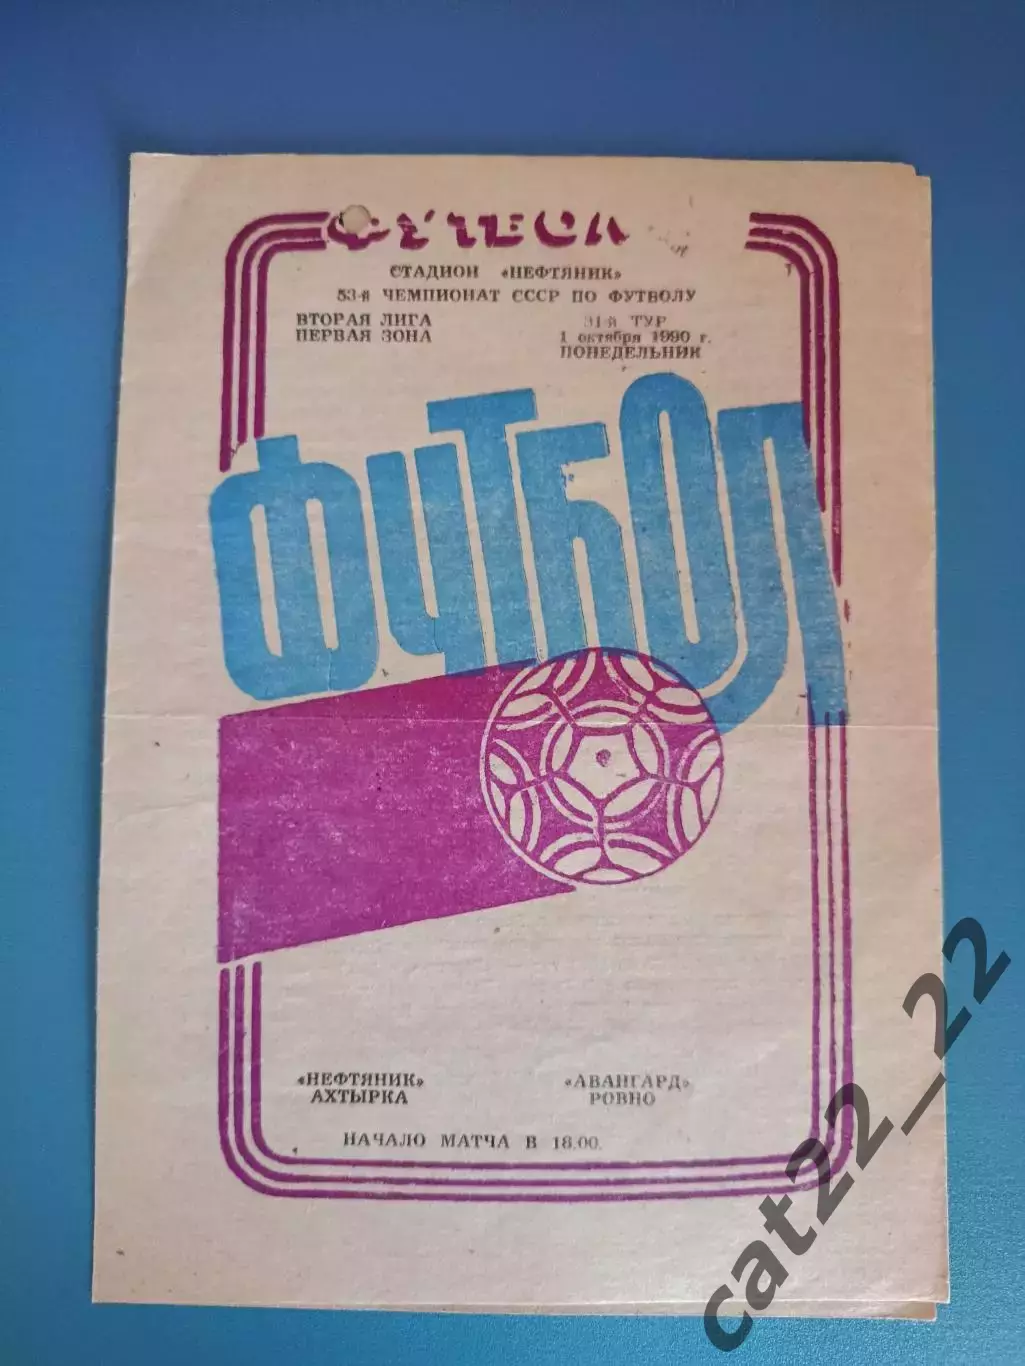 СТАДИОН «НЕФТЯНИК»
53-й ЧЕМПИОНАТ СССР ПО ФУТБОЛУ
ВТОРАЯ ЛИГА
ПЕРВАЯ ЗОНА
31-й ТУР
1 октября 1990 г.
ПОНЕДЕЛЬНИК
ФУТБОЛ
«НЕФТЯНИК»
АХТЫРКА
«АВАНГАРД»
РОВНО
НАЧАЛО МАТЧА В 18.00.
cat22_22